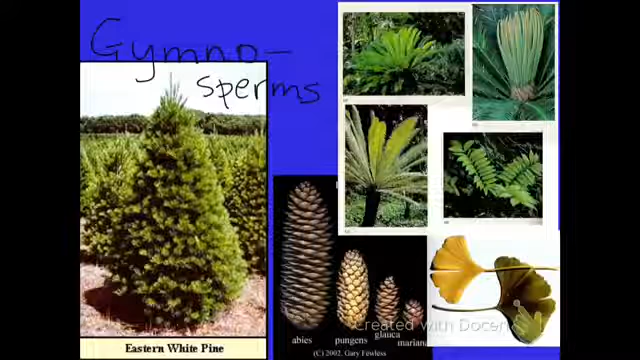 Gymno-
sperms
Eastern White Pine
abies
pungens
glauca
mariana
(C) 2002, Gary Fewless
Created with Doceri